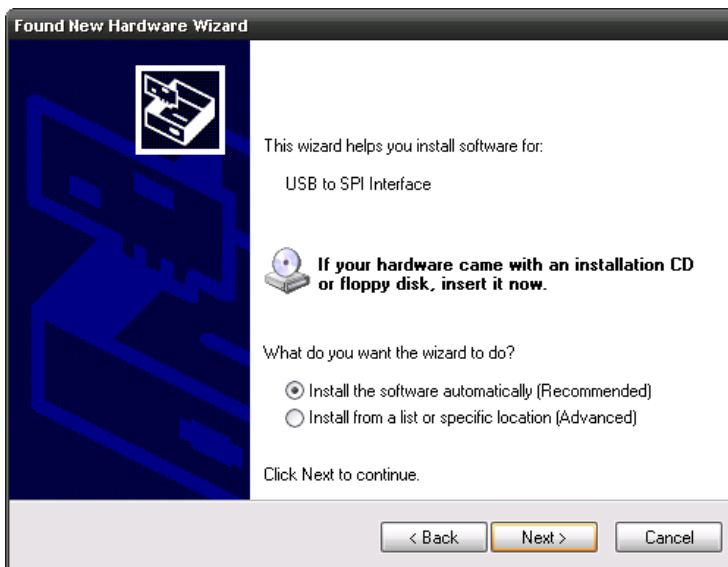 Found New Hardware Wizard
This wizard helps you install software for:
USB to SPI Interface
If your hardware came with an installation CD
or floppy disk, insert it now.
What do you want the wizard to do?
Install the software automatically (Recommended)
Install from a list or specific location (Advanced)
Click Next to continue.
< Back Next > Cancel